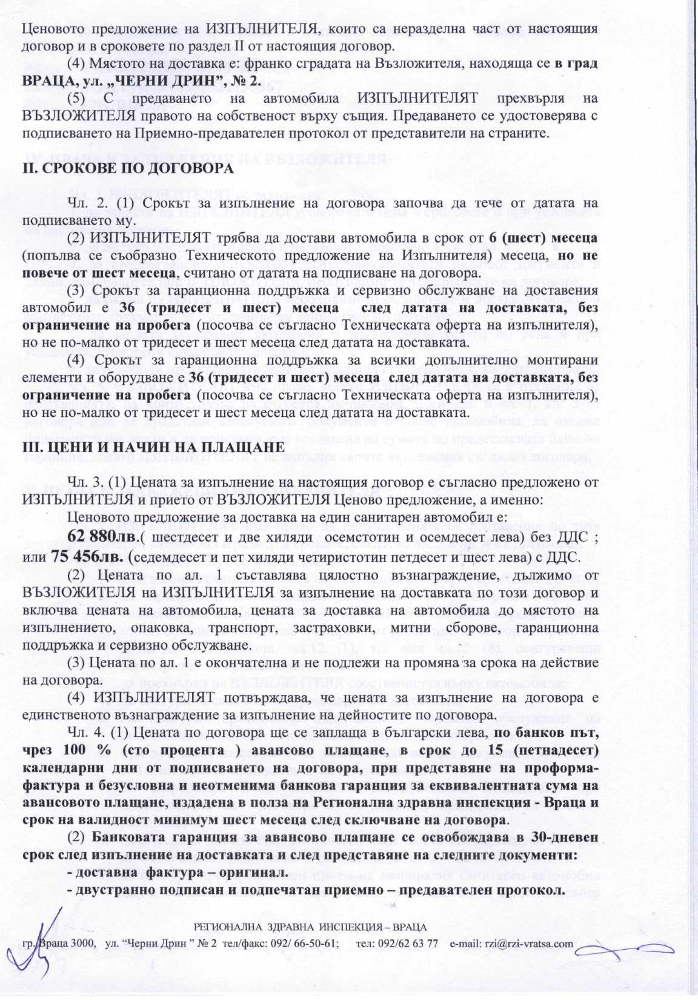 Ценовото предложение на ИЗПЪЛНИТЕЛЯ, които са неразделна част от настоящия
договор и в сроковете по раздел II от настоящия договор.
(4) Мястото на доставка е: франко сградата на Възложителя, находяща се в град
ВРАЦА, ул. „ЧЕРНИ ДРИН”, № 2.
(5) С предаването на автомобила ИЗПЪЛНИТЕЛЯТ прехвърля на
ВЪЗЛОЖИТЕЛЯ правото на собственост върху същия. Предаването се удостоверява с
подписването на Приемно-предавателен протокол от представители на страните.
II. СРОКОВЕ ПО ДОГОВОРА
Чл. 2. (1) Срокът за изпълнение на договора започва да тече от датата на
подписването му.
(2) ИЗПЪЛНИТЕЛЯТ трябва да достави автомобила в срок от 6 (шест) месеца
(попълва се съобразно Техническото предложение на Изпълнителя) месеца, но не
повече от шест месеца, считано от датата на подписване на договора.
(3) Срокът за гаранционна поддръжка и сервизно обслужване на доставения
автомобил е 36 (тридесет и шест) месеца след датата на доставката, без
ограничение на пробега (посочва се съгласно Техническата оферта на изпълнителя),
но не по-малко от тридесет и шест месеца след датата на доставката.
(4) Срокът за гаранционна поддръжка за всички допълнително монтирани
елементи и оборудване е 36 (тридесет и шест) месеца след датата на доставката, без
ограничение на пробега (посочва се съгласно Техническата оферта на изпълнителя),
но не по-малко от тридесет и шест месеца след датата на доставката.
III. ЦЕНИ И НАЧИН НА ПЛАЩАНЕ
Чл. 3. (1) Цената за изпълнение на настоящия договор е съгласно предложено от
ИЗПЪЛНИТЕЛЯ и прието от ВЪЗЛОЖИТЕЛЯ Ценово предложение, а именно:
Ценовото предложение за доставка на един санитарен автомобил е:
62 880лв.( шестдесет и две хиляди осемстотин и осемдесет лева) без ДДС ;
или 75 456лв. (седемдесет и пет хиляди четиристотин петдесет и шест лева) с ДДС.
(2) Цената по ал. 1 съставлява цялостно възнаграждение, дължимо от
ВЪЗЛОЖИТЕЛЯ на ИЗПЪЛНИТЕЛЯ за изпълнение на доставката по този договор и
включва цената на автомобила, цената за доставка на автомобила до мястото на
изпълнението, опаковка, транспорт, застраховки, митни сборове, гаранционна
поддръжка и сервизно обслужване.
(3) Цената по ал. 1 е окончателна и не подлежи на промяна за срока на действие
на договора.
(4) ИЗПЪЛНИТЕЛЯТ потвърждава, че цената за изпълнение на договора е
единственото възнаграждение за изпълнение на дейностите по договора.
Чл. 4. (1) Цената по договора ще се заплаща в български лева, по банков път,
чрез 100 % (сто процента ) авансово плащане, в срок до 15 (петнадесет)
календарни дни от подписването на договора, при представяне на проформа-
фактура и безусловна и неотменима банкова гаранция за еквивалентната сума на
авансовото плащане, издадена в полза на Регионална здравна инспекция - Враца и
срок на валидност минимум шест месеца след сключване на договора.
(2) Банковата гаранция за авансово плащане се освобождава в 30-дневен
срок след изпълнение на доставката и след представяне на следните документи:
- доставна фактура – оригинал.
- двустранно подписан и подпечатан приемно – предавателен протокол.
РЕГИОНАЛНА ЗДРАВНА ИНСПЕКЦИЯ – ВРАЦА
гр. Враца 3000, ул. “Черни Дрин ” № 2 тел/факс: 092/ 66-50-61; тел: 092/62 63 77 e-mail: rzi@rzi-vratsa.com